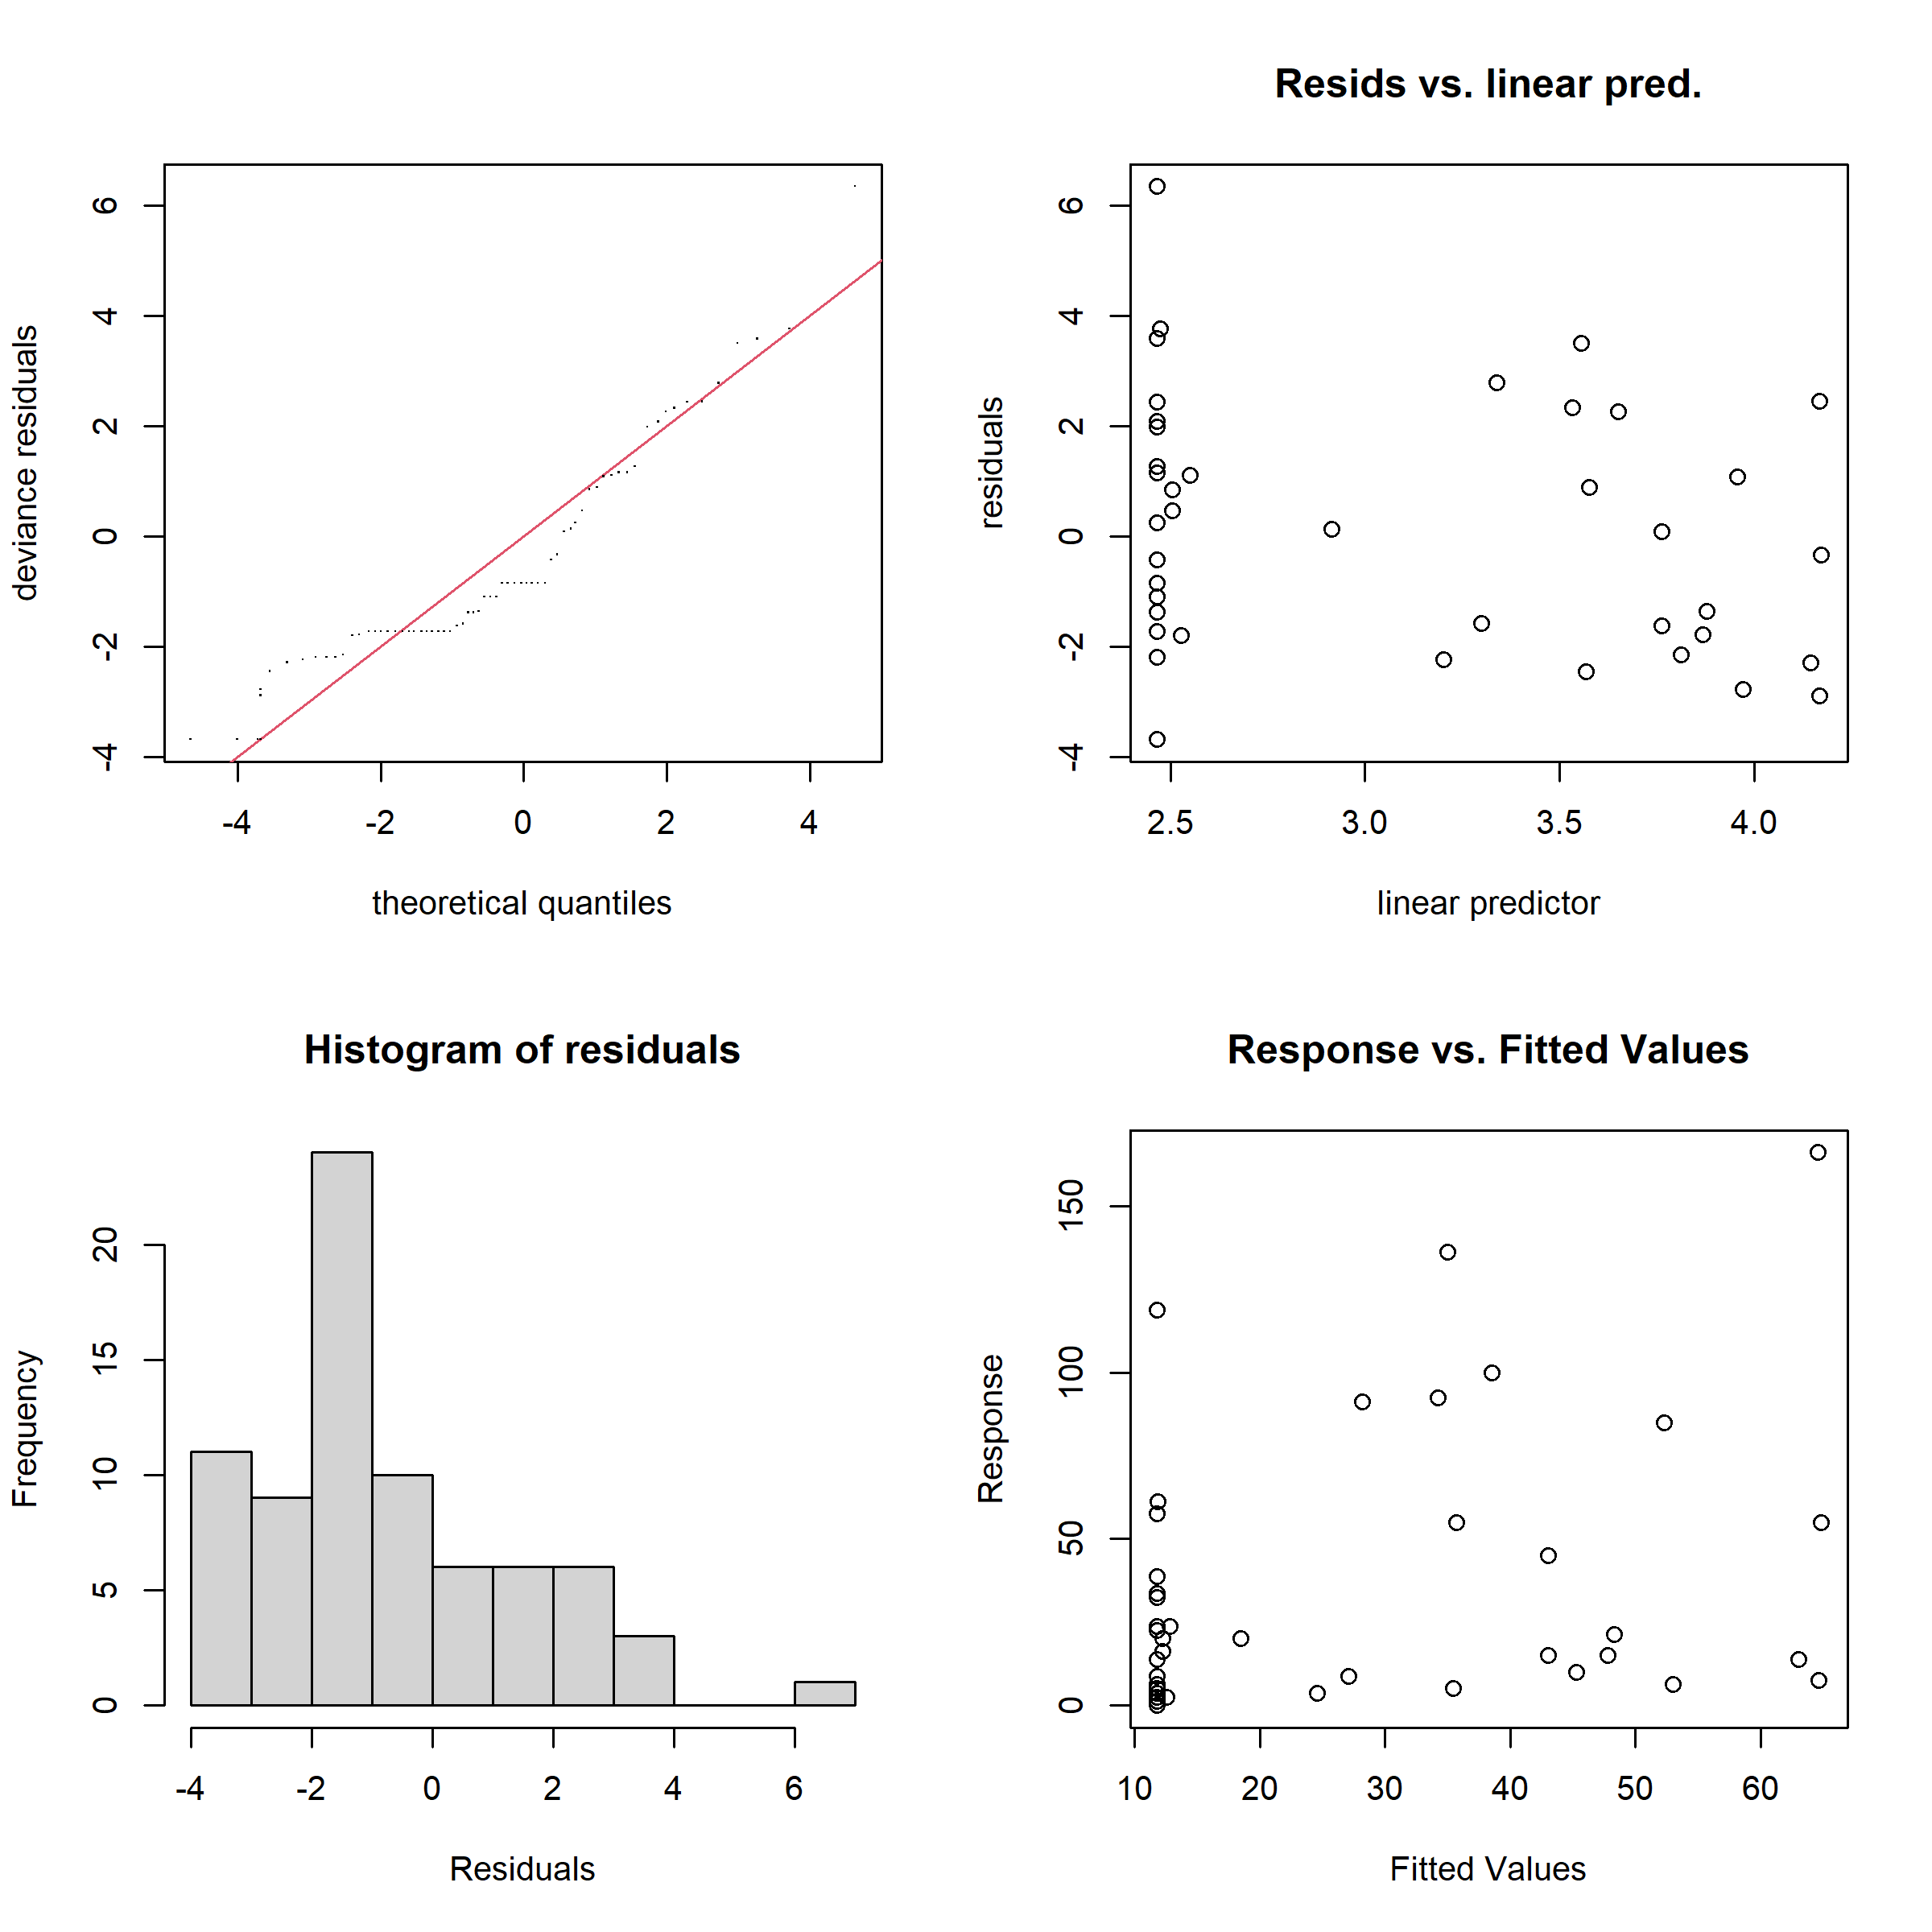 deviance residuals
6
4
2
0
-2
-4
-4 -2 0 2 4
theoretical quantiles
Resids vs. linear pred.
residuals
6
4
2
0
-2
-4
2.5 3.0 3.5 4.0
linear predictor
Histogram of residuals
Frequency
20
15
10
5
0
-4 -2 0 2 4 6
Residuals
Response vs. Fitted Values
Response
150
100
50
0
10 20 30 40 50 60
Fitted Values